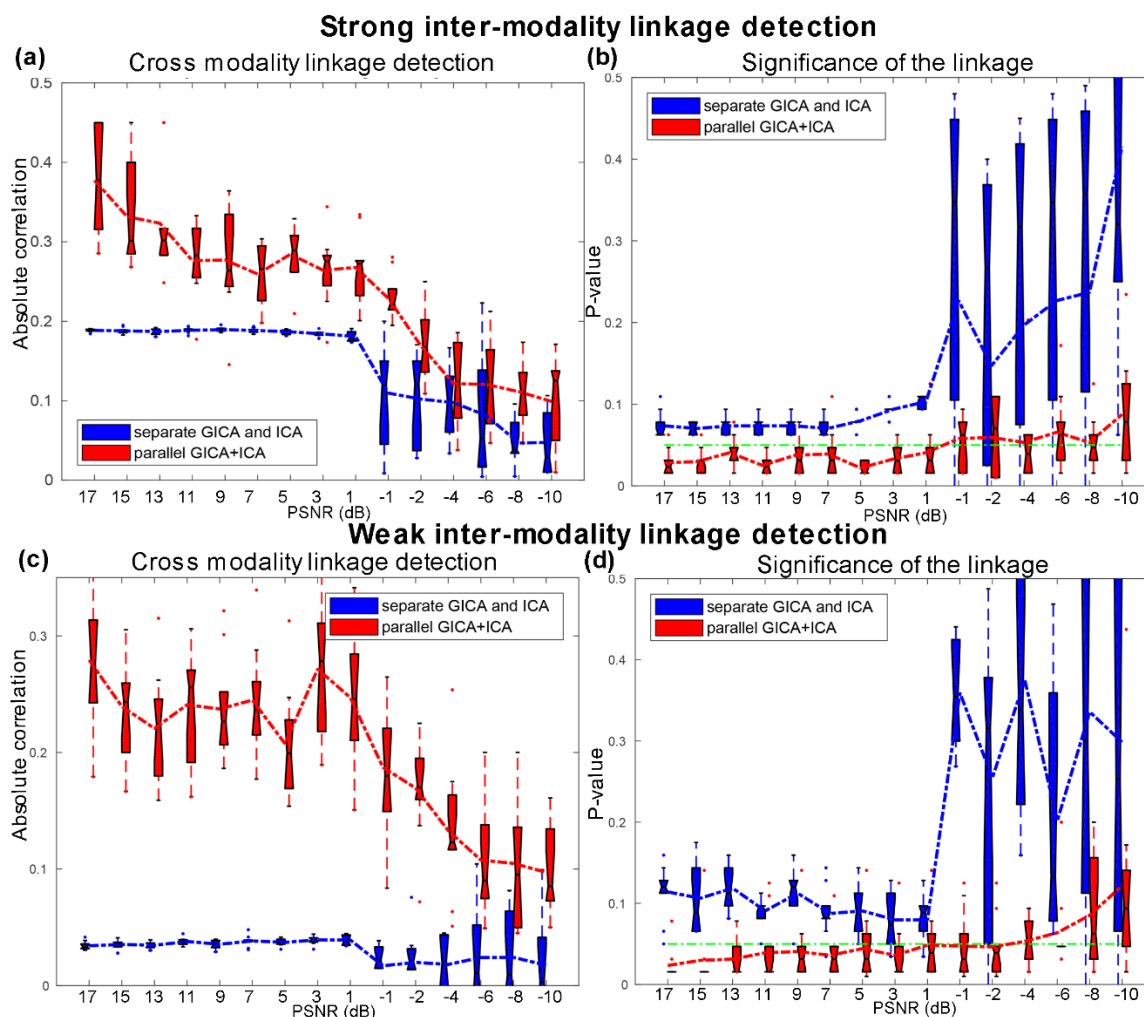 Strong inter-modality linkage detection
(a)
Cross modality linkage detection
Absolute correlation
0.5
0.4
0.3
0.2
0.1
0
separate GICA and ICA
parallel GICA+ICA
17 15 13 11 9 7 5 3 1 -1 -2 -4 -6 -8 -10
PSNR (dB)
(b)
Significance of the linkage
P-value
0.5
0.4
0.3
0.2
0.1
0
separate GICA and ICA
parallel GICA+ICA
17 15 13 11 9 7 5 3 1 -1 -2 -4 -6 -8 -10
PSNR (dB)
Weak inter-modality linkage detection
(c)
Cross modality linkage detection
Absolute correlation
0.3
0.2
0.1
0
separate GICA and ICA
parallel GICA+ICA
17 15 13 11 9 7 5 3 1 -1 -2 -4 -6 -8 -10
PSNR (dB)
(d)
Significance of the linkage
P-value
0.5
0.4
0.3
0.2
0.1
0
separate GICA and ICA
parallel GICA+ICA
17 15 13 11 9 7 5 3 1 -1 -2 -4 -6 -8 -10
PSNR (dB)